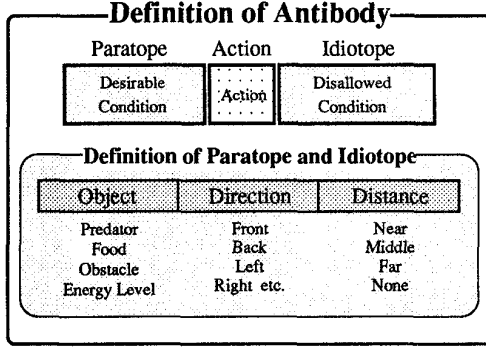 Definition of Antibody
Paratope Action Idiotope
Desirable Condition Action Disallowed Condition
Definition of Paratope and Idiotope
Object Direction Distance
Predator Front Near
Food Back Middle
Obstacle Left Far
Energy Level Right etc. None